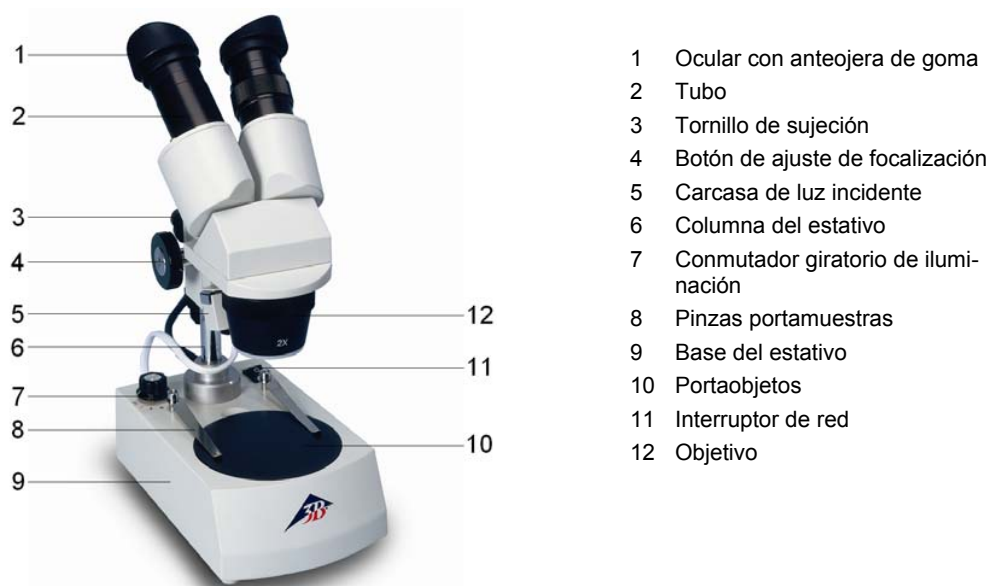 1
2
3
4
5
6
7
8
9
12
11
10
2X
3B
1 Ocular con anteojera de goma
2 Tubo
3 Tornillo de sujeción
4 Botón de ajuste de focalización
5 Carcasa de luz incidente
6 Columna del estativo
7 Conmutador giratorio de ilumi-
nación
8 Pinzas portamuestras
9 Base del estativo
10 Portaobjetos
11 Interruptor de red
12 Objetivo